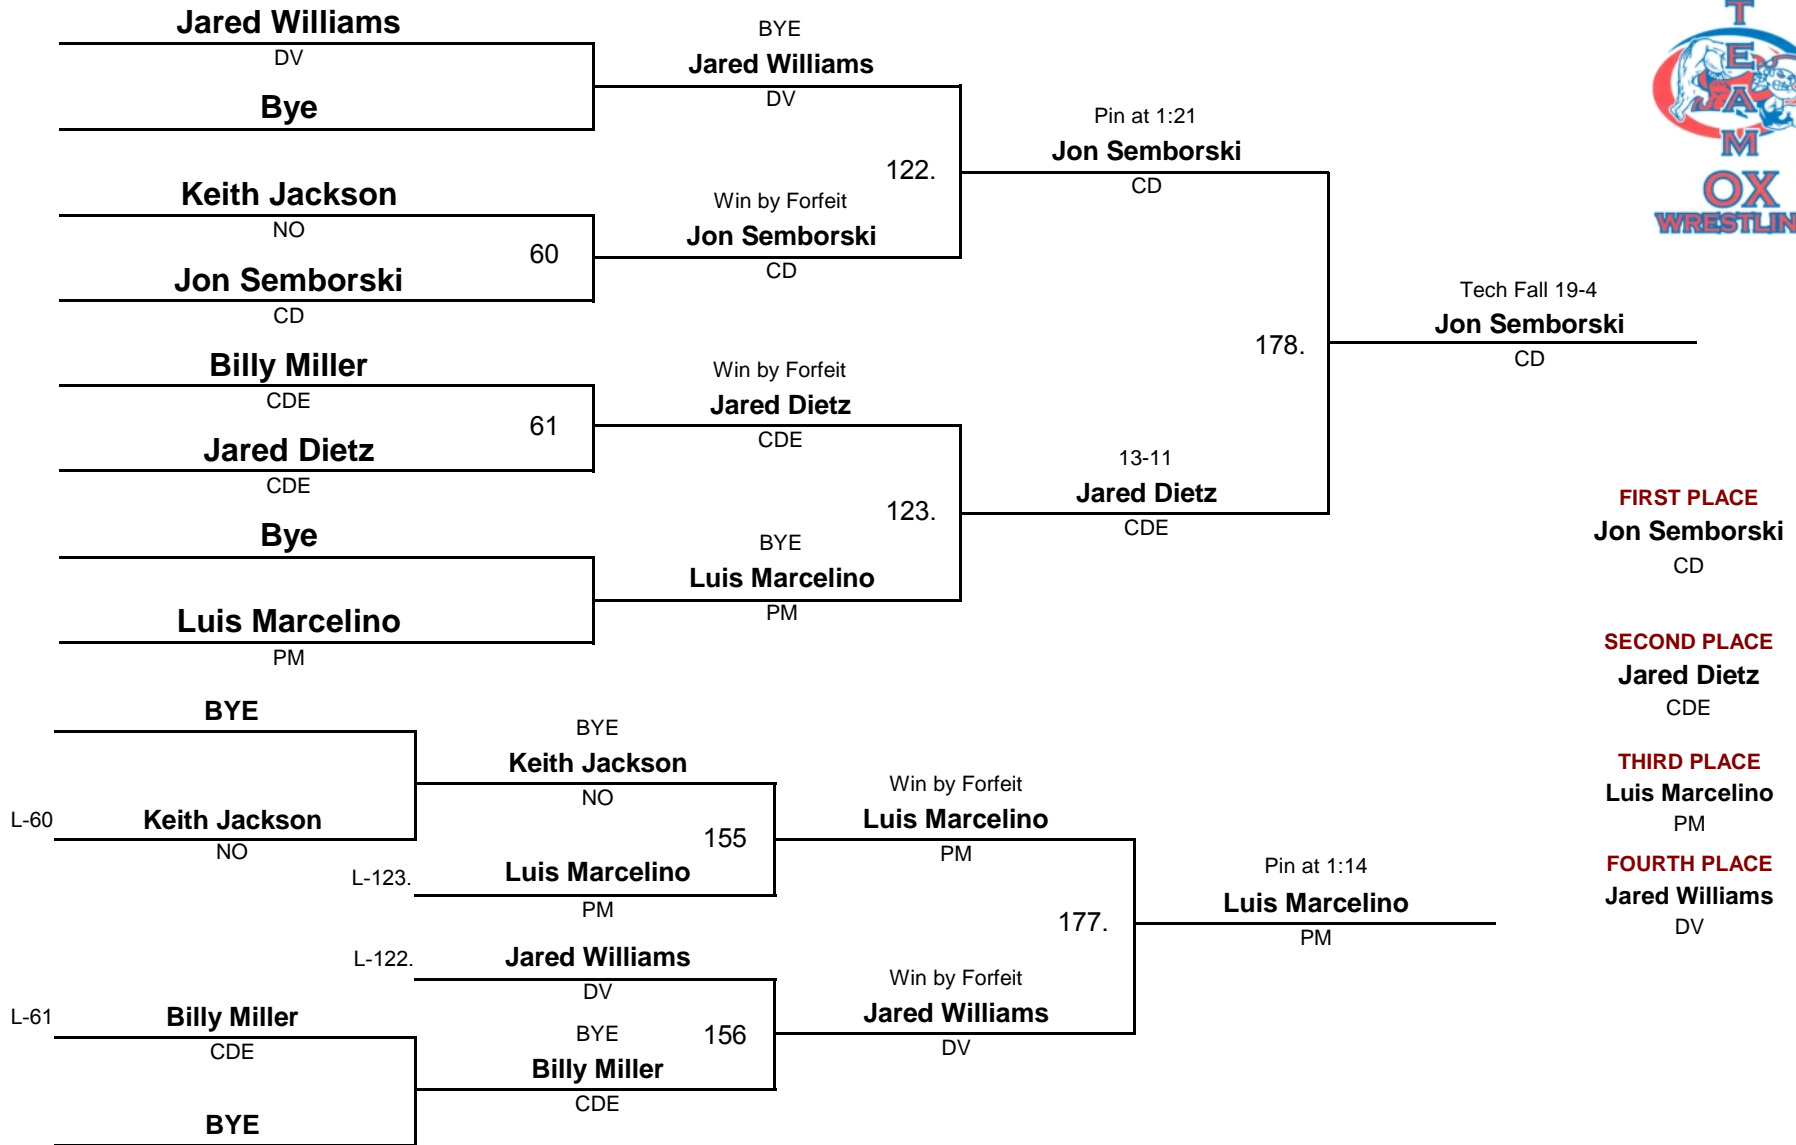 Jared Williams
DV
Bye
Keith Jackson
NO
60
Jon Semborski
CD
Billy Miller
CDE
61
Jared Dietz
CDE
Bye
Luis Marcelino
PM
BYE
Jared Williams
DV
122.
Win by Forfeit
Jon Semborski
CD
Win by Forfeit
Jared Dietz
CDE
123.
BYE
Luis Marcelino
PM
Pin at 1:21
Jon Semborski
CD
178.
13-11
Jared Dietz
CDE
Tech Fall 19-4
Jon Semborski
CD
TEAM
OX
FIRST PLACE
Jon Semborski
CD
SECOND PLACE
Jared Dietz
CDE
THIRD PLACE
Luis Marcelino
PM
FOURTH PLACE
Jared Williams
DV
BYE
L-60
Keith Jackson
NO
BYE
Keith Jackson
NO
155
L-123.
Luis Marcelino
PM
L-122.
Jared Williams
DV
L-61
Billy Miller
CDE
BYE
156
Billy Miller
CDE
BYE
Win by Forfeit
Luis Marcelino
PM
177.
Win by Forfeit
Jared Williams
DV
Pin at 1:14
Luis Marcelino
PM